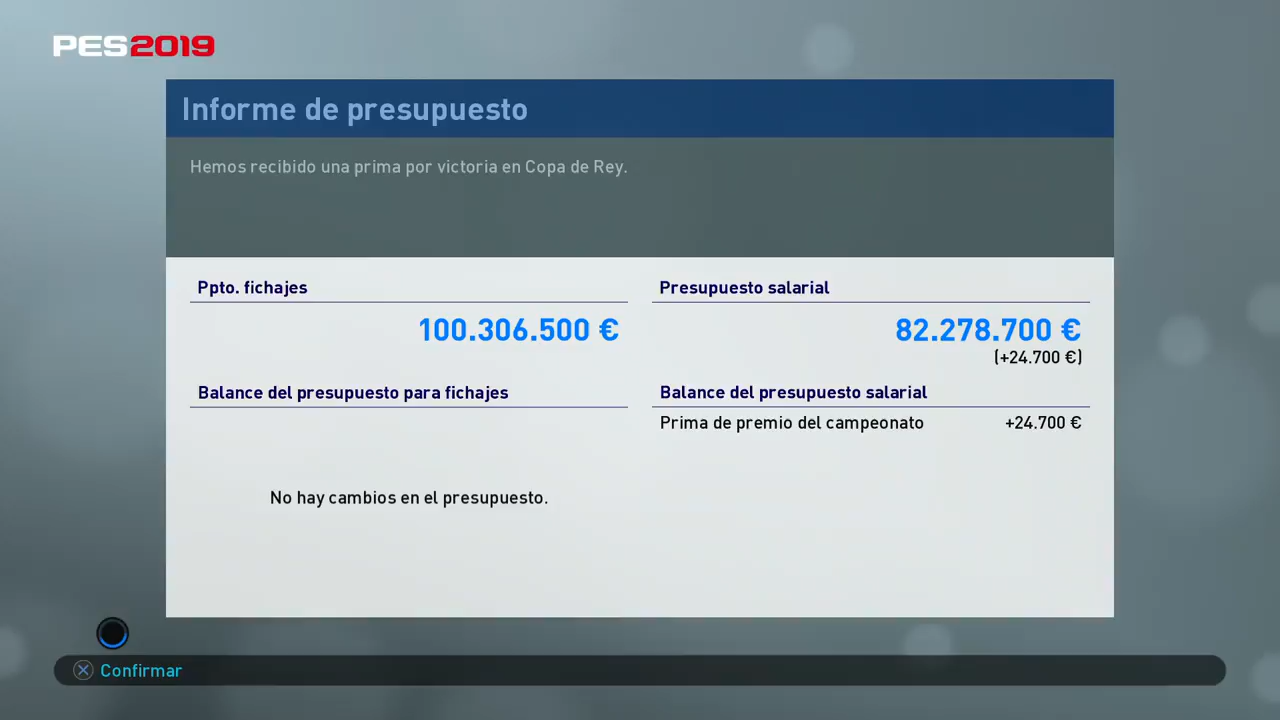 PES2019
Informe de presupuesto
Hemos recibido una prima por victoria en Copa de Rey.
Ppto. fichajes
100.306.500 €
Presupuesto salarial
82.278.700 €
(+24.700 €)
Balance del presupuesto para fichajes
No hay cambios en el presupuesto.
Balance del presupuesto salarial
Prima de premio del campeonato +24.700 €
Confirmar